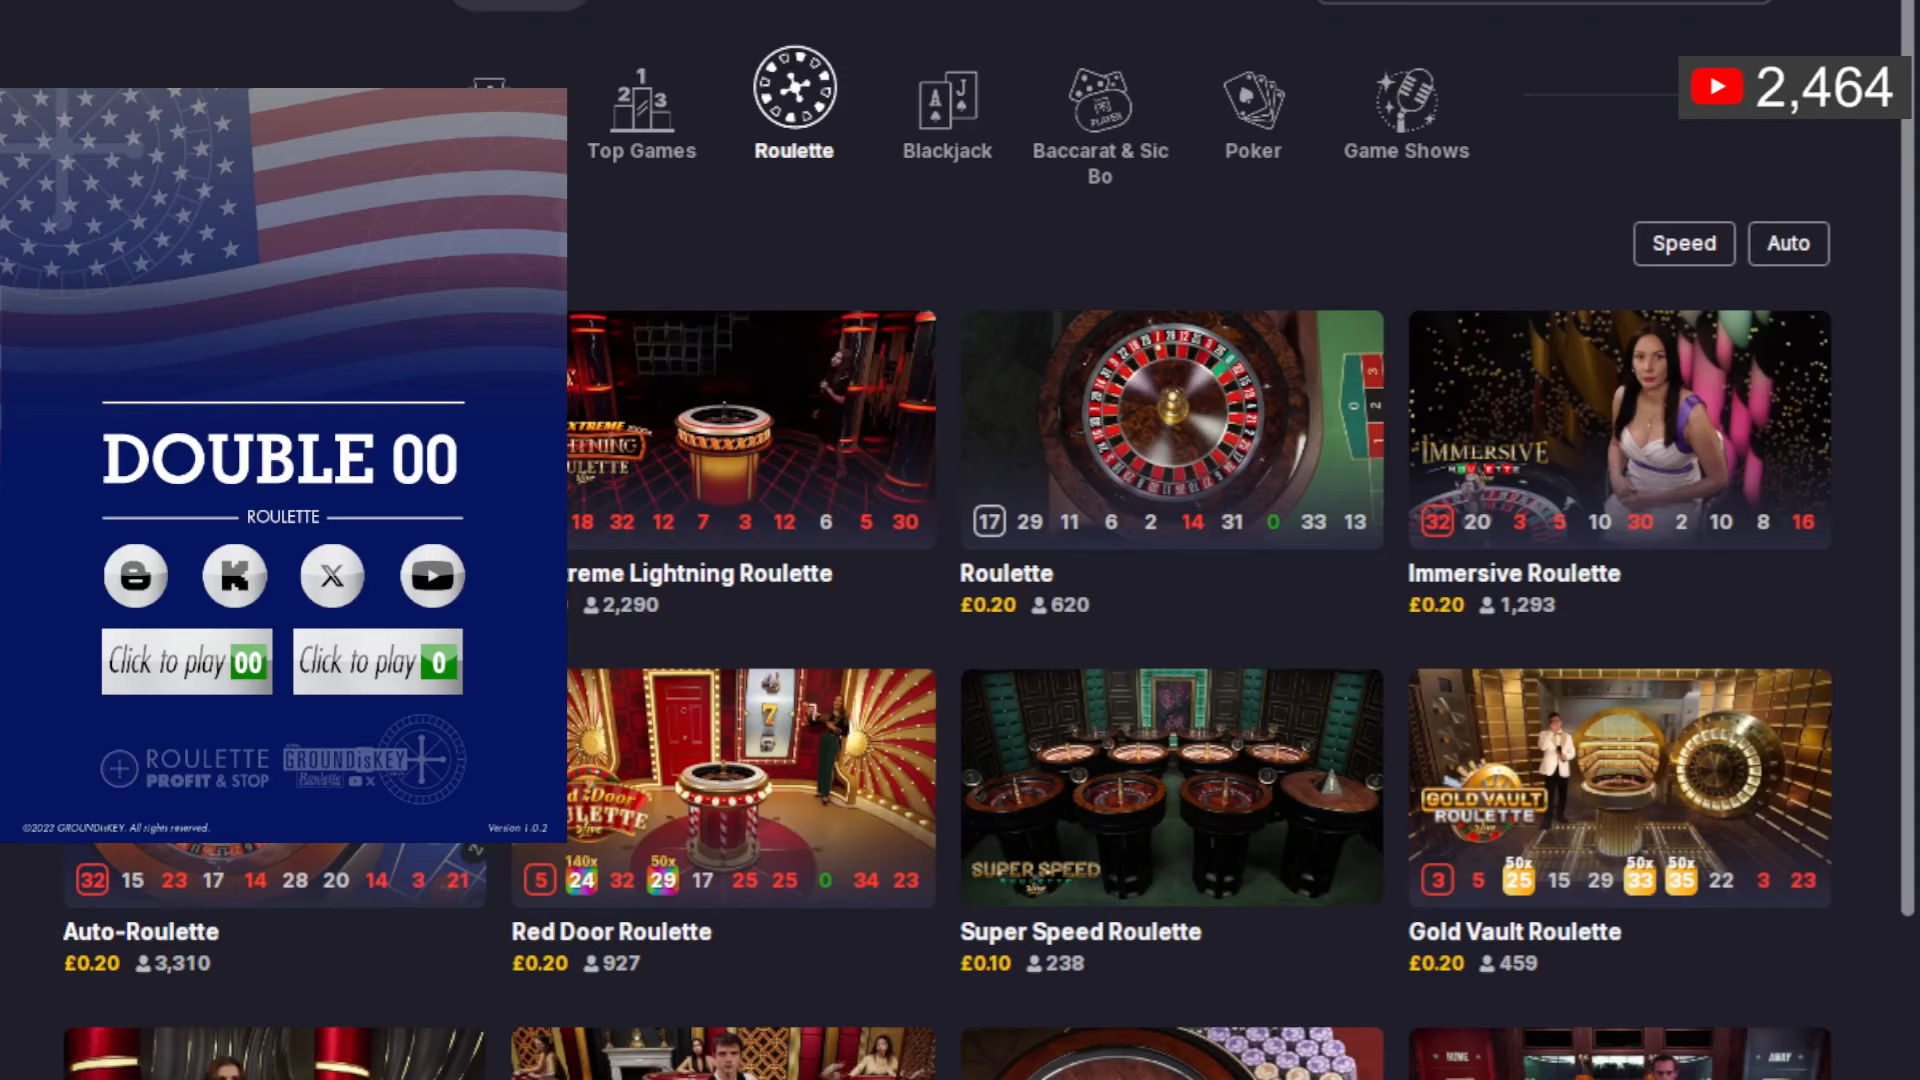 2,464
Top Games
Roulette
Blackjack
Baccarat & Sic
Bo
Poker
Game Shows
Speed
Auto
DOUBLE 00
ROULETTE
Click to play 00
Click to play 0
ROULETTE
PROFIT & STOP
GROUNDisKEY
Roulette
©2023 GROUNDisKEY. All rights reserved.
Version 1.0.2
18 32 12 7 3 12 6 5 30
reme Lightning Roulette
2,290
17 29 11 6 2 14 31 0 33 13
Roulette
£0.20 620
IMMERSIVE
ROULETTE
32 20 3 5 10 30 2 10 8 16
Immersive Roulette
£0.20 1,293
32 15 23 17 14 28 20 14 3 21
Auto-Roulette
£0.20 3,310
140x 50x
5 24 32 29 17 25 25 0 34 23
Red Door Roulette
£0.20 927
SUPER SPEED
ROULETTE
Super Speed Roulette
£0.10 238
GOLD VAULT
ROULETTE
50x 50x 50x
3 5 25 15 29 33 35 22 3 23
Gold Vault Roulette
£0.20 459
HOME
AWAY